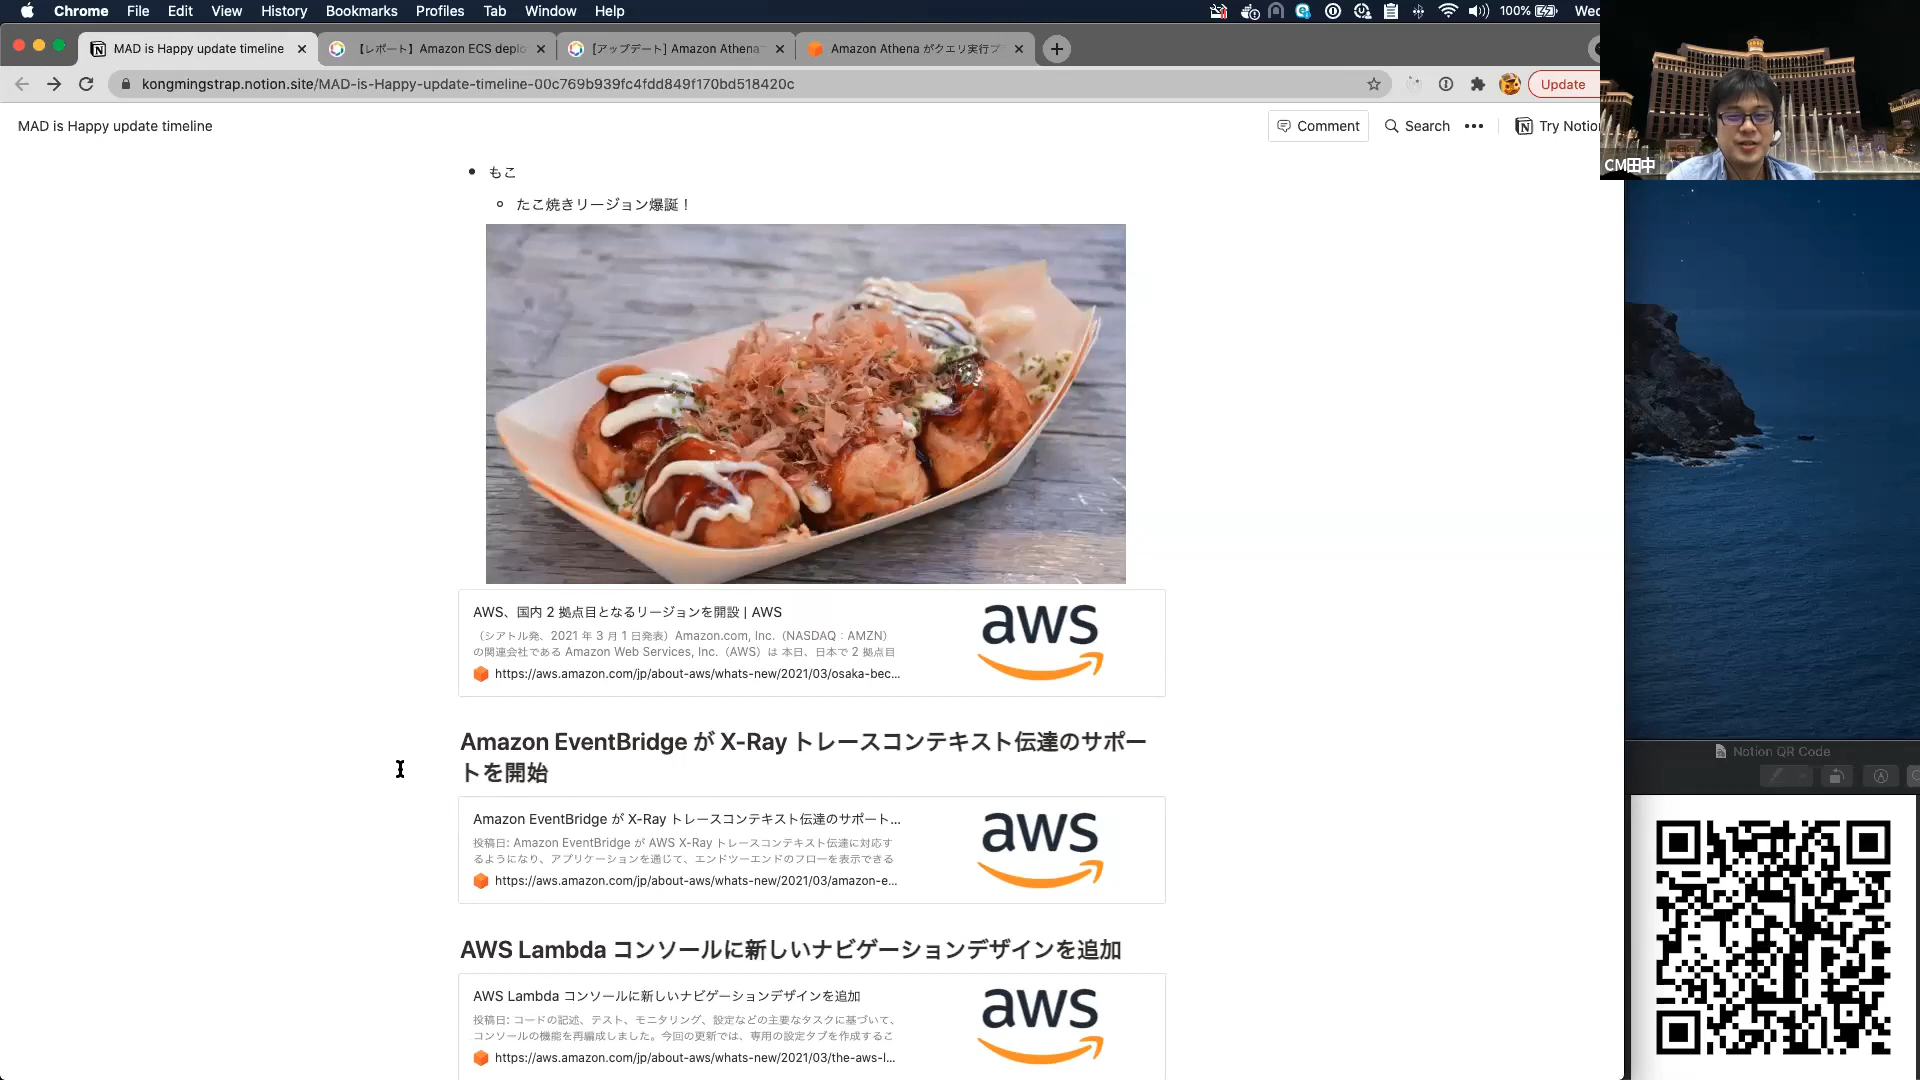 Chrome File Edit View History Bookmarks Profiles Tab Window Help 100% Wec
MAD is Happy update timeline
【レポート】Amazon ECS deplo
[アップデート] Amazon Athena
Amazon Athena がクエリ実行プ
kongmingstrap.notion.site/MAD-is-Happy-update-timeline-00c769b939fc4fdd849f170bd518420c
Update
MAD is Happy update timeline
Comment Search Try Notion
CM田中
もこ
たこ焼きリージョン爆誕！
AWS、国内 2 拠点目となるリージョンを開設 | AWS
（シアトル発、2021 年 3 月 1 日発表）Amazon.com, Inc.（NASDAQ：AMZN）
の関連会社である Amazon Web Services, Inc.（AWS）は 本日、日本で 2 拠点目
https://aws.amazon.com/jp/about-aws/whats-new/2021/03/osaka-bec...
aws
Amazon EventBridge が X-Ray トレースコンテキスト伝達のサポー
トを開始
Amazon EventBridge が X-Ray トレースコンテキスト伝達のサポート...
投稿日: Amazon EventBridge が AWS X-Ray トレースコンテキスト伝達に対応す
るようになり、アプリケーションを通じて、エンドツーエンドのフローを表示できる
https://aws.amazon.com/jp/about-aws/whats-new/2021/03/amazon-e...
aws
AWS Lambda コンソールに新しいナビゲーションデザインを追加
AWS Lambda コンソールに新しいナビゲーションデザインを追加
投稿日: コードの記述、テスト、モニタリング、設定などの主要なタスクに基づいて、
コンソールの機能を再編成しました。今回の更新では、専用の設定タブを作成するこ
https://aws.amazon.com/jp/about-aws/whats-new/2021/03/the-aws-l...
aws
Notion QR Code